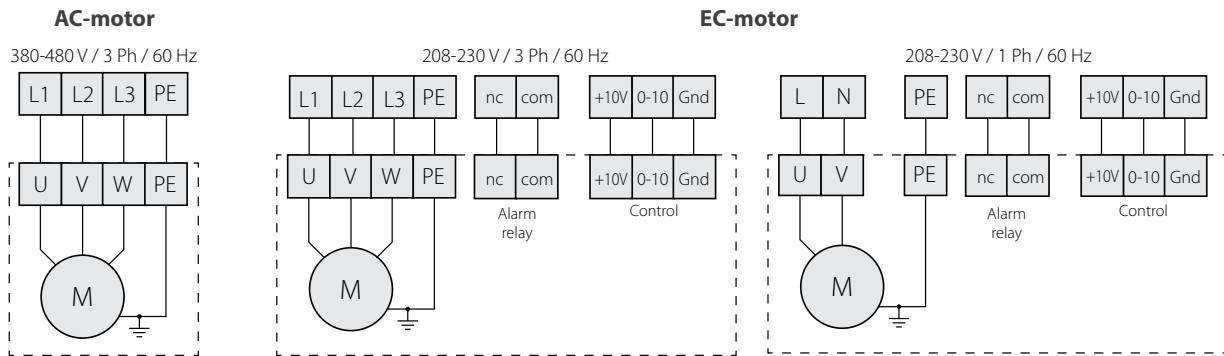 AC-motor
EC-motor
380-480 V / 3 Ph / 60 Hz
208-230 V / 3 Ph / 60 Hz
208-230 V / 1 Ph / 60 Hz
L1 L2 L3 PE
L1 L2 L3 PE
nc com
+10V 0-10 Gnd
L N
PE
nc com
+10V 0-10 Gnd
U V W PE
U V W PE
nc com
+10V 0-10 Gnd
U V
PE
nc com
+10V 0-10 Gnd
Alarm
relay
Control
Alarm
relay
Control
M
M
M